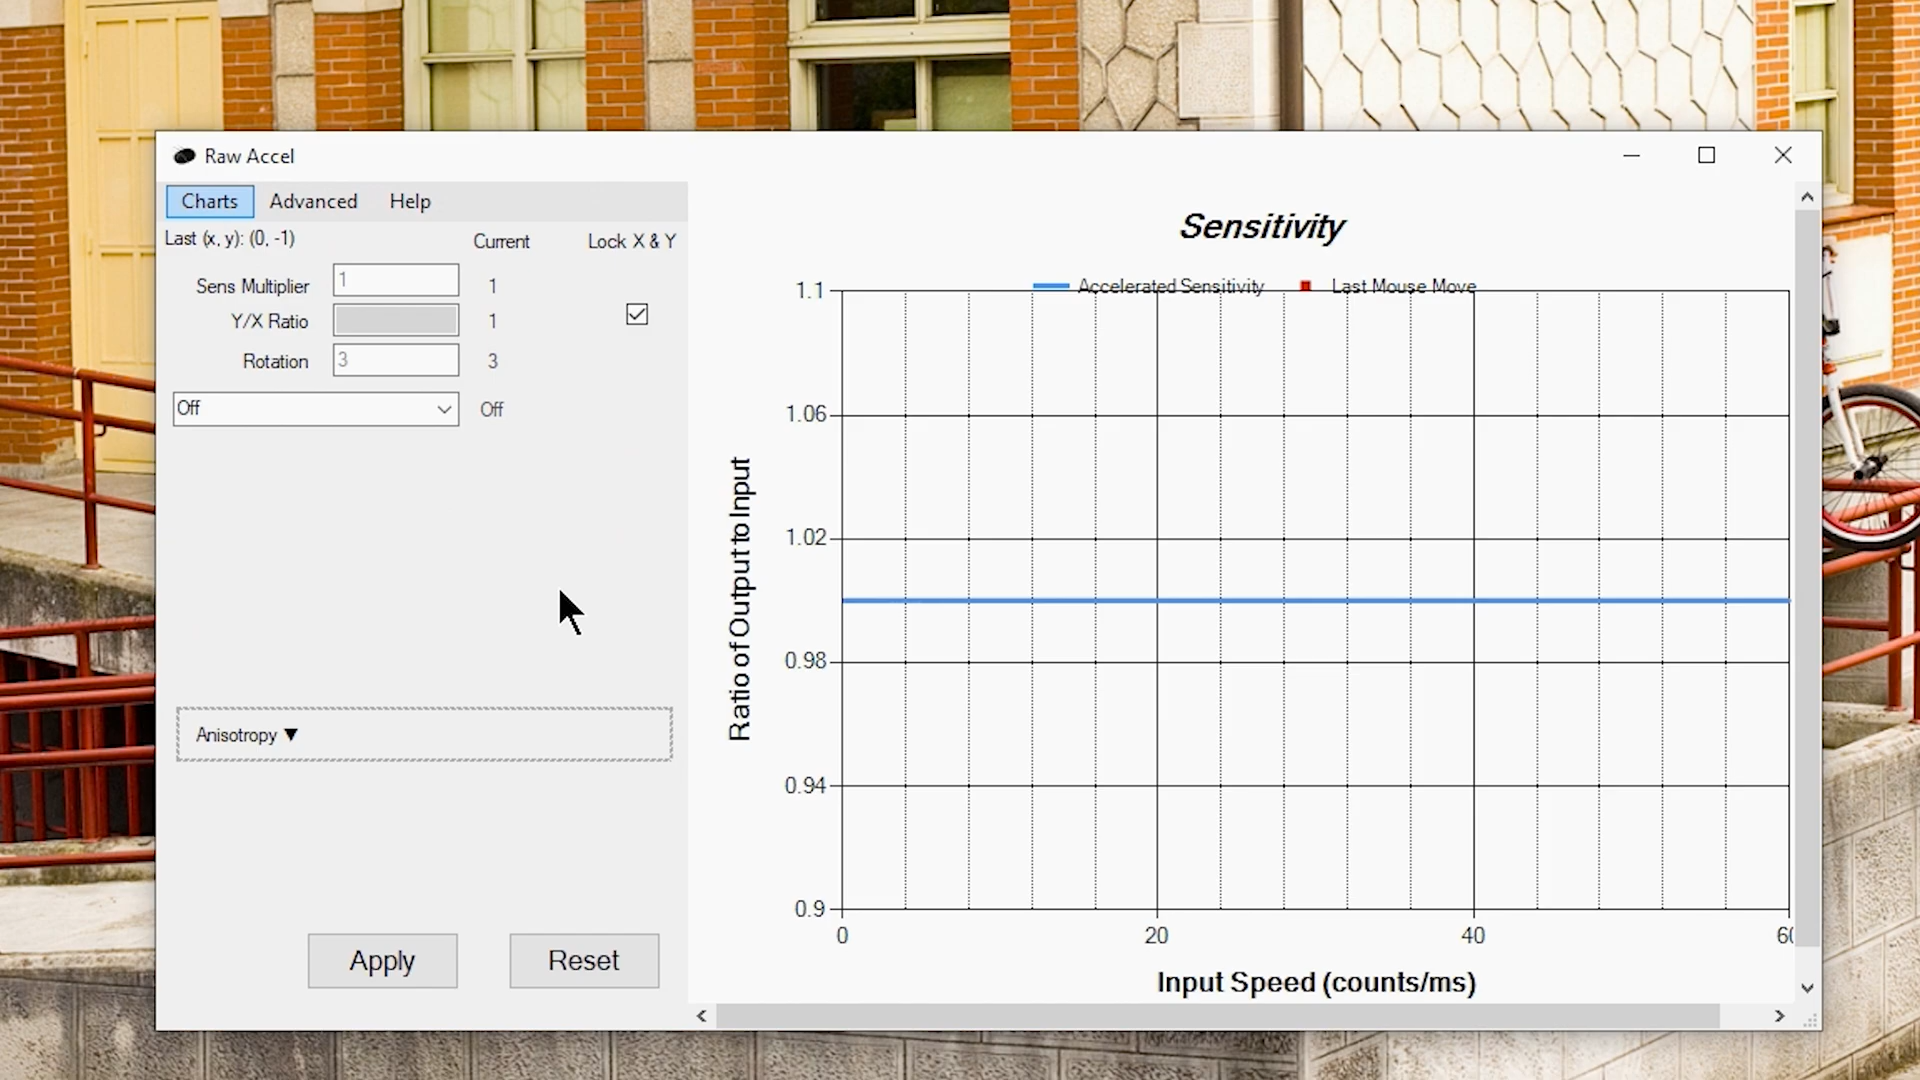 Raw Accel
Charts Advanced Help
Last (x, y): (0, -1) Current Lock X & Y
Sens Multiplier 1 1
Y/X Ratio 1
Rotation 3 3
Off Off
Anisotropy ▼
Apply Reset
Sensitivity
Accelerated Sensitivity Last Mouse Move
Ratio of Output to Input
1.1
1.06
1.02
0.98
0.94
0.9
0 20 40 60
Input Speed (counts/ms)